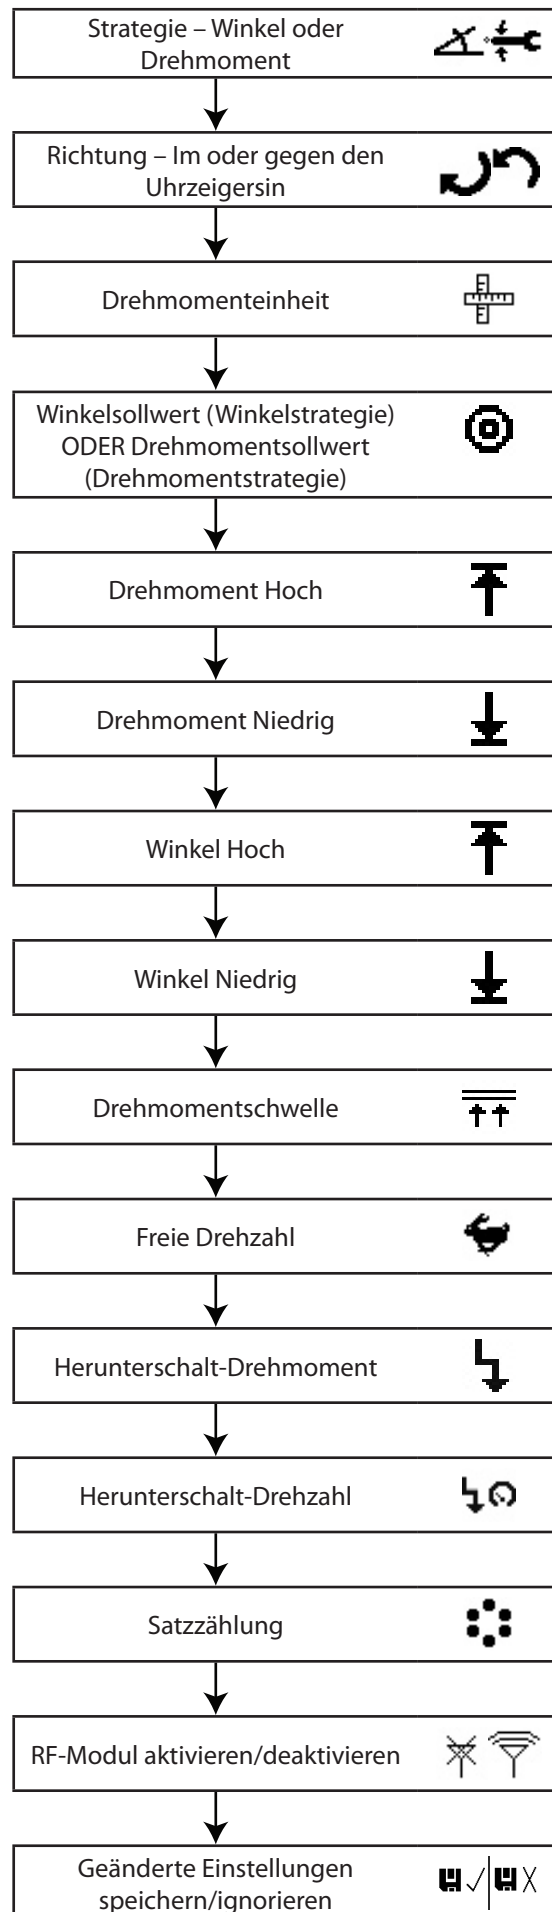 Strategie – Winkel oder
Drehmoment
Richtung – Im oder gegen den
Uhrzeigersin
Drehmomenteinheit
Winkelsollwert (Winkelstrategie)
ODER Drehmomentsollwert
(Drehmomentstrategie)
Drehmoment Hoch
Drehmoment Niedrig
Winkel Hoch
Winkel Niedrig
Drehmomentschwelle
Freie Drehzahl
Herunterschalt-Drehmoment
Herunterschalt-Drehzahl
Satzzählung
RF-Modul aktivieren/deaktivieren
Geänderte Einstellungen
speichern/ignorieren